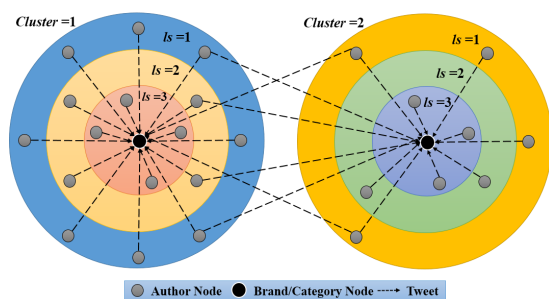 Cluster =1
ls =1
ls =2
ls =3
Cluster =2
ls =1
ls =2
ls =3
Author Node Brand/Category Node Tweet